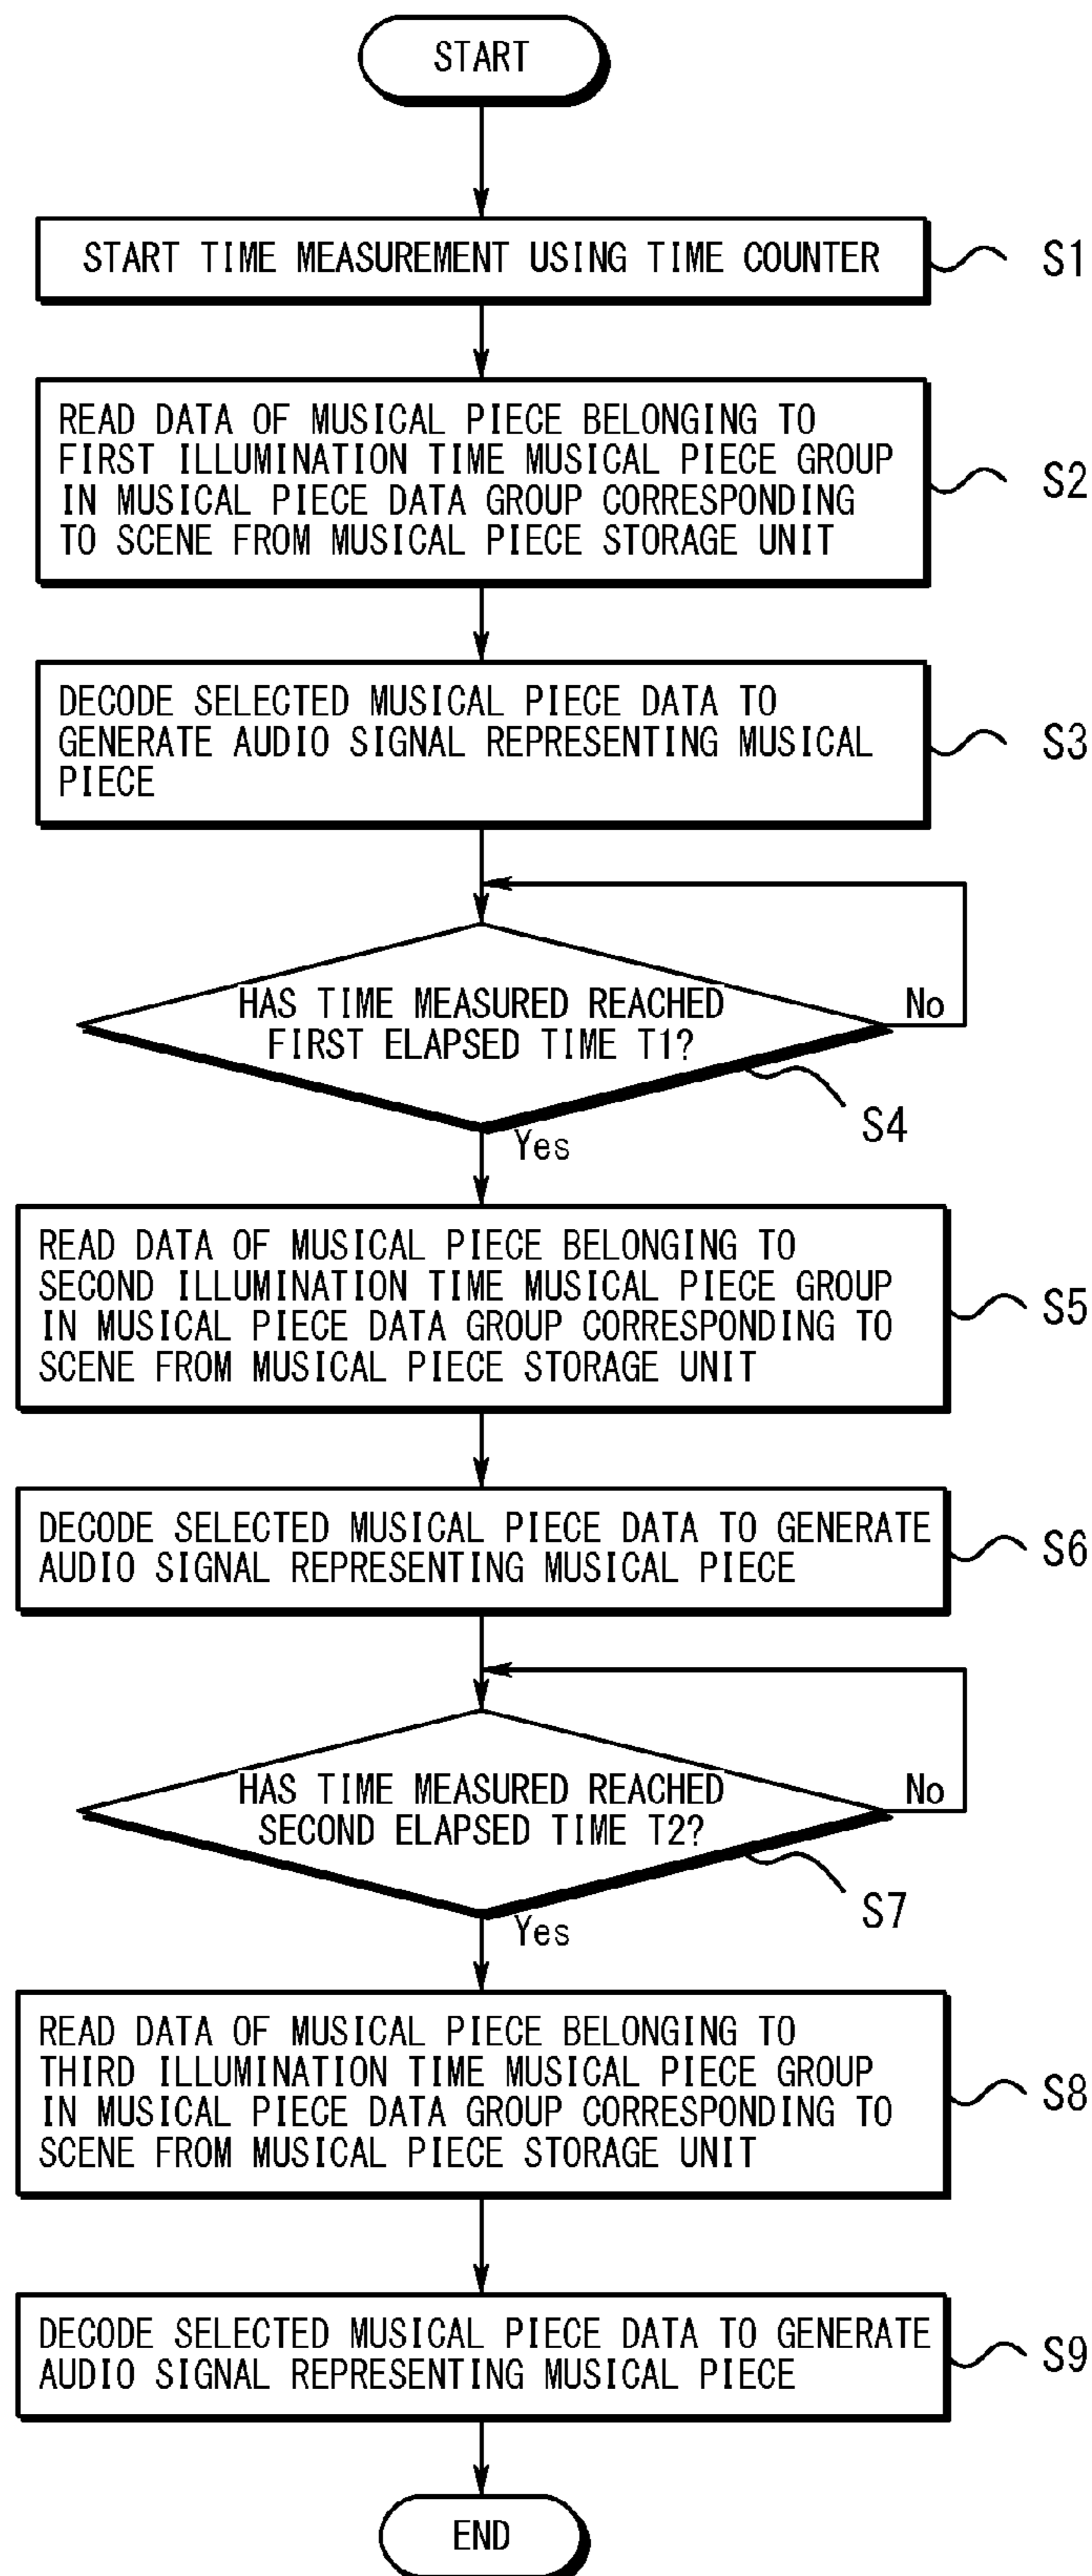 START
START TIME MEASUREMENT USING TIME COUNTER
S1
READ DATA OF MUSICAL PIECE BELONGING TO
FIRST ILLUMINATION TIME MUSICAL PIECE GROUP
IN MUSICAL PIECE DATA GROUP CORRESPONDING
TO SCENE FROM MUSICAL PIECE STORAGE UNIT
S2
DECODE SELECTED MUSICAL PIECE DATA TO
GENERATE AUDIO SIGNAL REPRESENTING MUSICAL
PIECE
S3
HAS TIME MEASURED REACHED
FIRST ELAPSED TIME T1?
No
S4
Yes
READ DATA OF MUSICAL PIECE BELONGING TO
SECOND ILLUMINATION TIME MUSICAL PIECE GROUP
IN MUSICAL PIECE DATA GROUP CORRESPONDING TO
SCENE FROM MUSICAL PIECE STORAGE UNIT
S5
DECODE SELECTED MUSICAL PIECE DATA TO GENERATE
AUDIO SIGNAL REPRESENTING MUSICAL PIECE
S6
HAS TIME MEASURED REACHED
SECOND ELAPSED TIME T2?
No
S7
Yes
READ DATA OF MUSICAL PIECE BELONGING TO
THIRD ILLUMINATION TIME MUSICAL PIECE GROUP
IN MUSICAL PIECE DATA GROUP CORRESPONDING TO
SCENE FROM MUSICAL PIECE STORAGE UNIT
S8
DECODE SELECTED MUSICAL PIECE DATA TO GENERATE
AUDIO SIGNAL REPRESENTING MUSICAL PIECE
S9
END